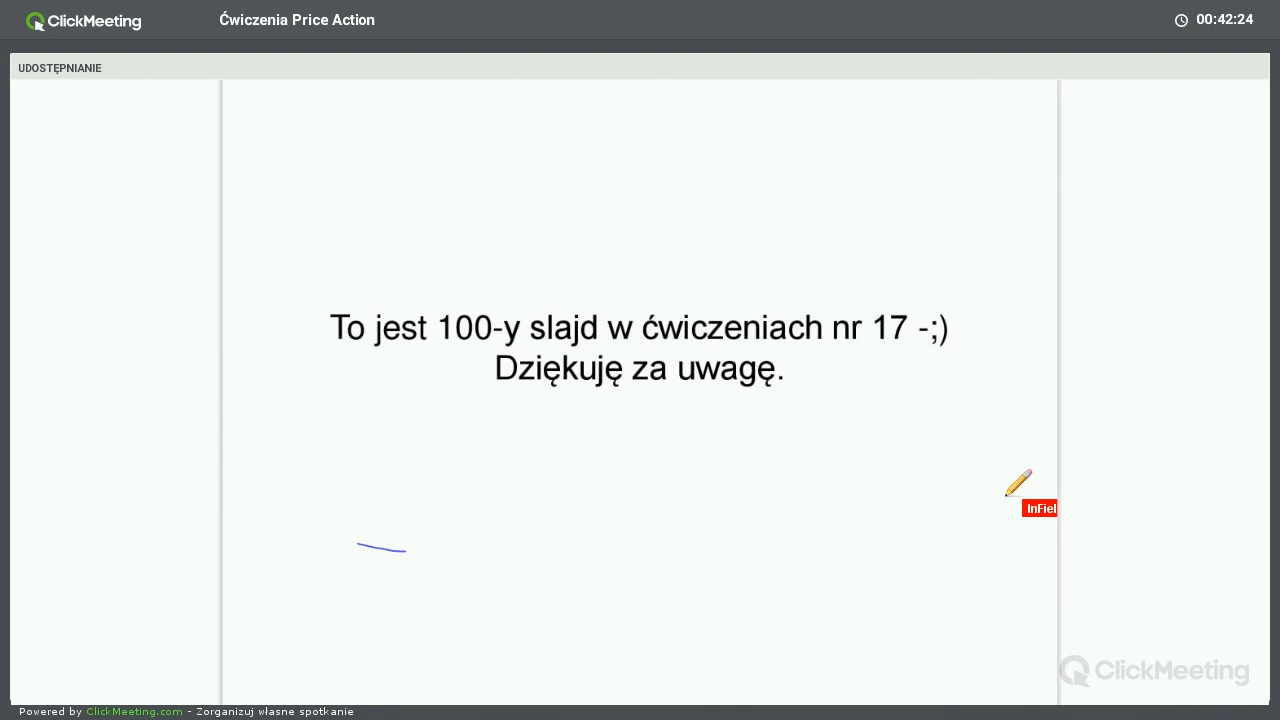 ClickMeeting
Ćwiczenia Price Action
00:42:24
UDOSTĘPNIANIE
To jest 100-y slajd w ćwiczeniach nr 17 -;)
Dziękuję za uwagę.
InFiel
ClickMeeting
Powered by ClickMeeting.com - Zorganizuj własne spotkanie